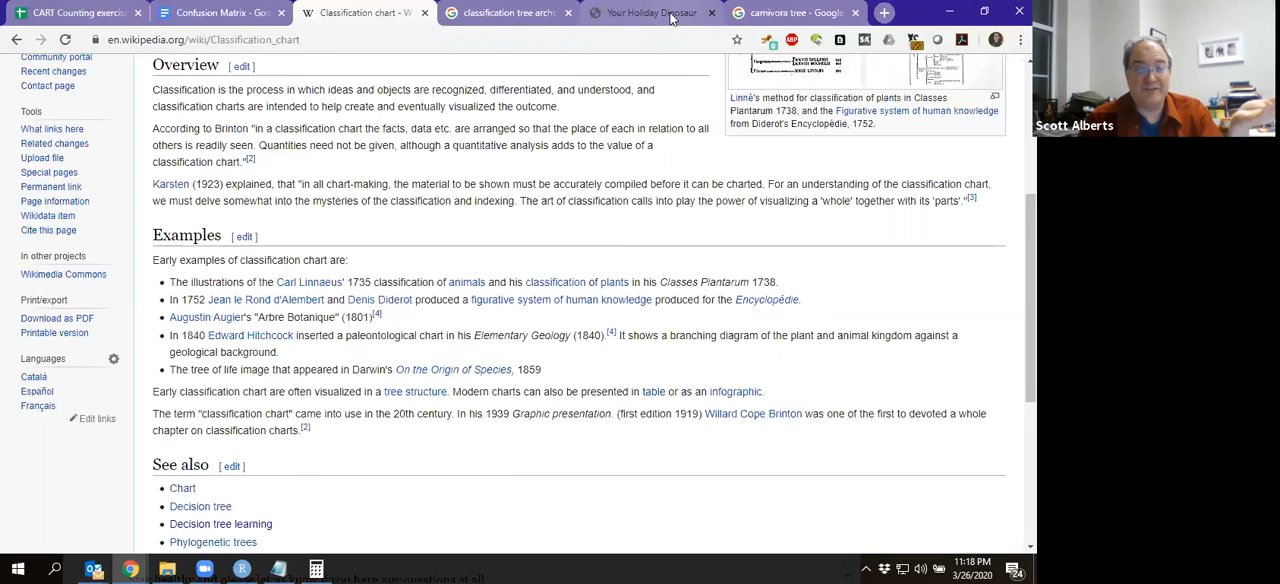 CART Counting exercise
Confusion Matrix - Goo
Classification chart - W
classification tree arch
Your Holiday Dinosaur
carnivora tree - Google
en.wikipedia.org/wiki/Classification_chart
Community portal
Recent changes
Contact page
Tools
What links here
Related changes
Upload file
Special pages
Permanent link
Page information
Wikidata item
Cite this page
In other projects
Wikimedia Commons
Print/export
Download as PDF
Printable version
Languages
Català
Español
Français
Edit links
Overview [ edit ]
Classification is the process in which ideas and objects are recognized, differentiated, and understood, and
classification charts are intended to help create and eventually visualized the outcome.
According to Brinton "in a classification chart the facts, data etc. are arranged so that the place of each in relation to all
others is readily seen. Quantities need not be given, although a quantitative analysis adds to the value of a
classification chart."[2]
Karsten (1923) explained, that "in all chart-making, the material to be shown must be accurately compiled before it can be charted. For an understanding of the classification chart,
we must delve somewhat into the mysteries of the classification and indexing. The art of classification calls into play the power of visualizing a 'whole' together with its 'parts'."[3]
Linné's method for classification of plants in Classes
Plantarum 1738, and the Figurative system of human knowledge
from Diderot's Encyclopédie, 1752.
Examples [ edit ]
Early examples of classification chart are:
The illustrations of the Carl Linnaeus' 1735 classification of animals and his classification of plants in his Classes Plantarum 1738.
In 1752 Jean le Rond d'Alembert and Denis Diderot produced a figurative system of human knowledge produced for the Encyclopédie.
Augustin Augier's "Arbre Botanique" (1801)[4]
In 1840 Edward Hitchcock inserted a paleontological chart in his Elementary Geology (1840).[4] It shows a branching diagram of the plant and animal kingdom against a
geological background.
The tree of life image that appeared in Darwin's On the Origin of Species, 1859
Early classification chart are often visualized in a tree structure. Modern charts can also be presented in table or as an infographic.
The term "classification chart" came into use in the 20th century. In his 1939 Graphic presentation. (first edition 1919) Willard Cope Brinton was one of the first to devoted a whole
chapter on classification charts.[2]
See also [ edit ]
Chart
Decision tree
Decision tree learning
Phylogenetic trees
Scott Alberts
11:18 PM
3/26/2020
24